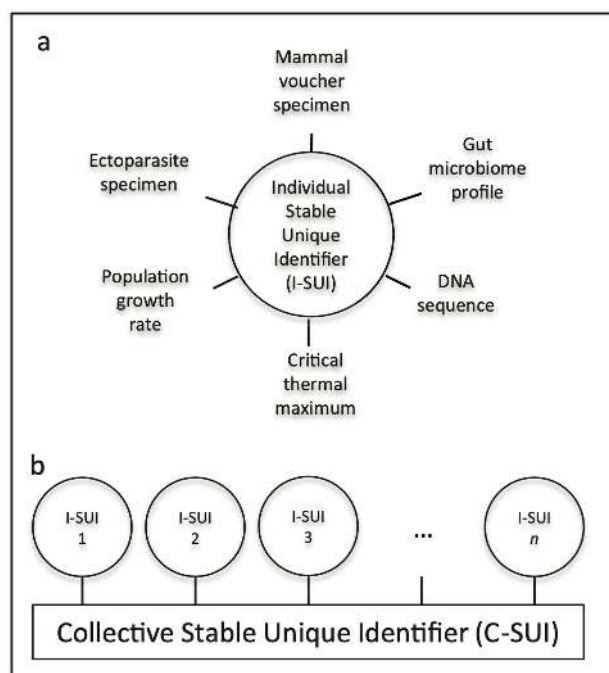 a
Mammal
voucher
specimen
Ectoparasite
specimen
Gut
microbiome
profile
Individual
Stable
Unique
Identifier
(I-SUI)
Population
growth
rate
DNA
sequence
Critical
thermal
maximum
b
I-SUI
1
I-SUI
2
I-SUI
3
...
I-SUI
n
Collective Stable Unique Identifier (C-SUI)